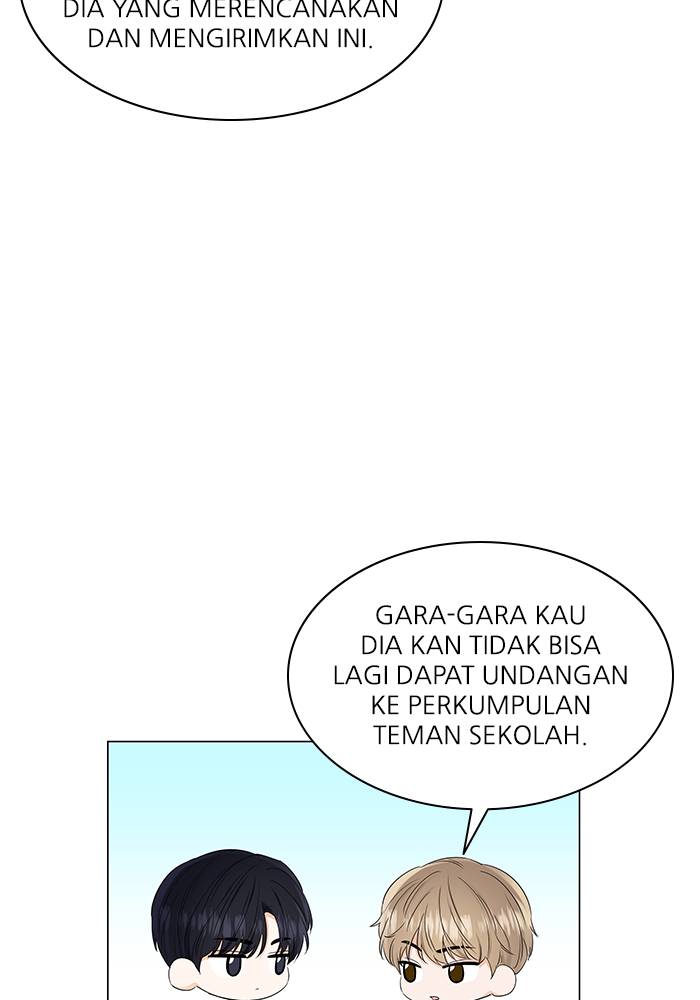 DIA YANG MERENCANAKAN
DAN MENGIRIMKAN INI.
GARA-GARA KAU
DIA KAN TIDAK BISA
LAGI DAPAT UNDANGAN
KE PERKUMPULAN
TEMAN SEKOLAH.